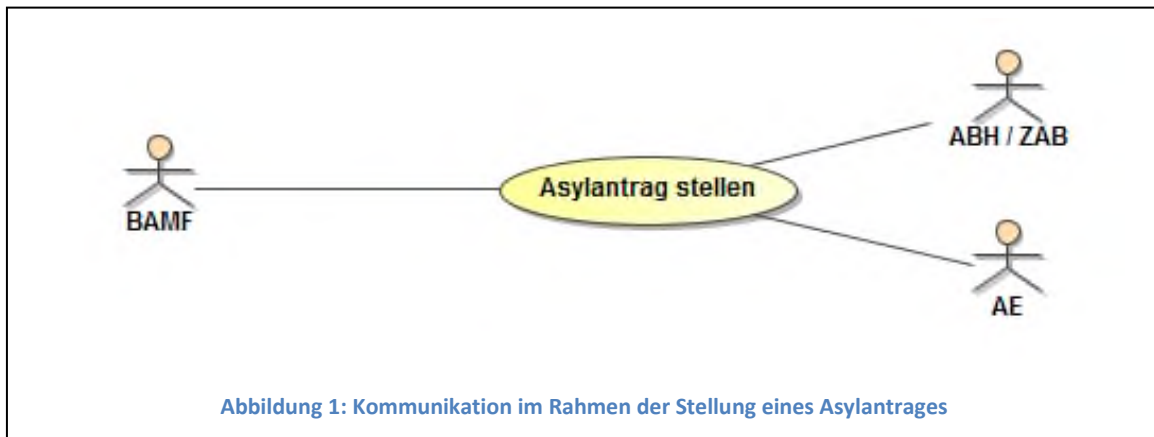 ABH / ZAB
Asylantrag stellen
BAMF
AE
Abbildung 1: Kommunikation im Rahmen der Stellung eines Asylantrages